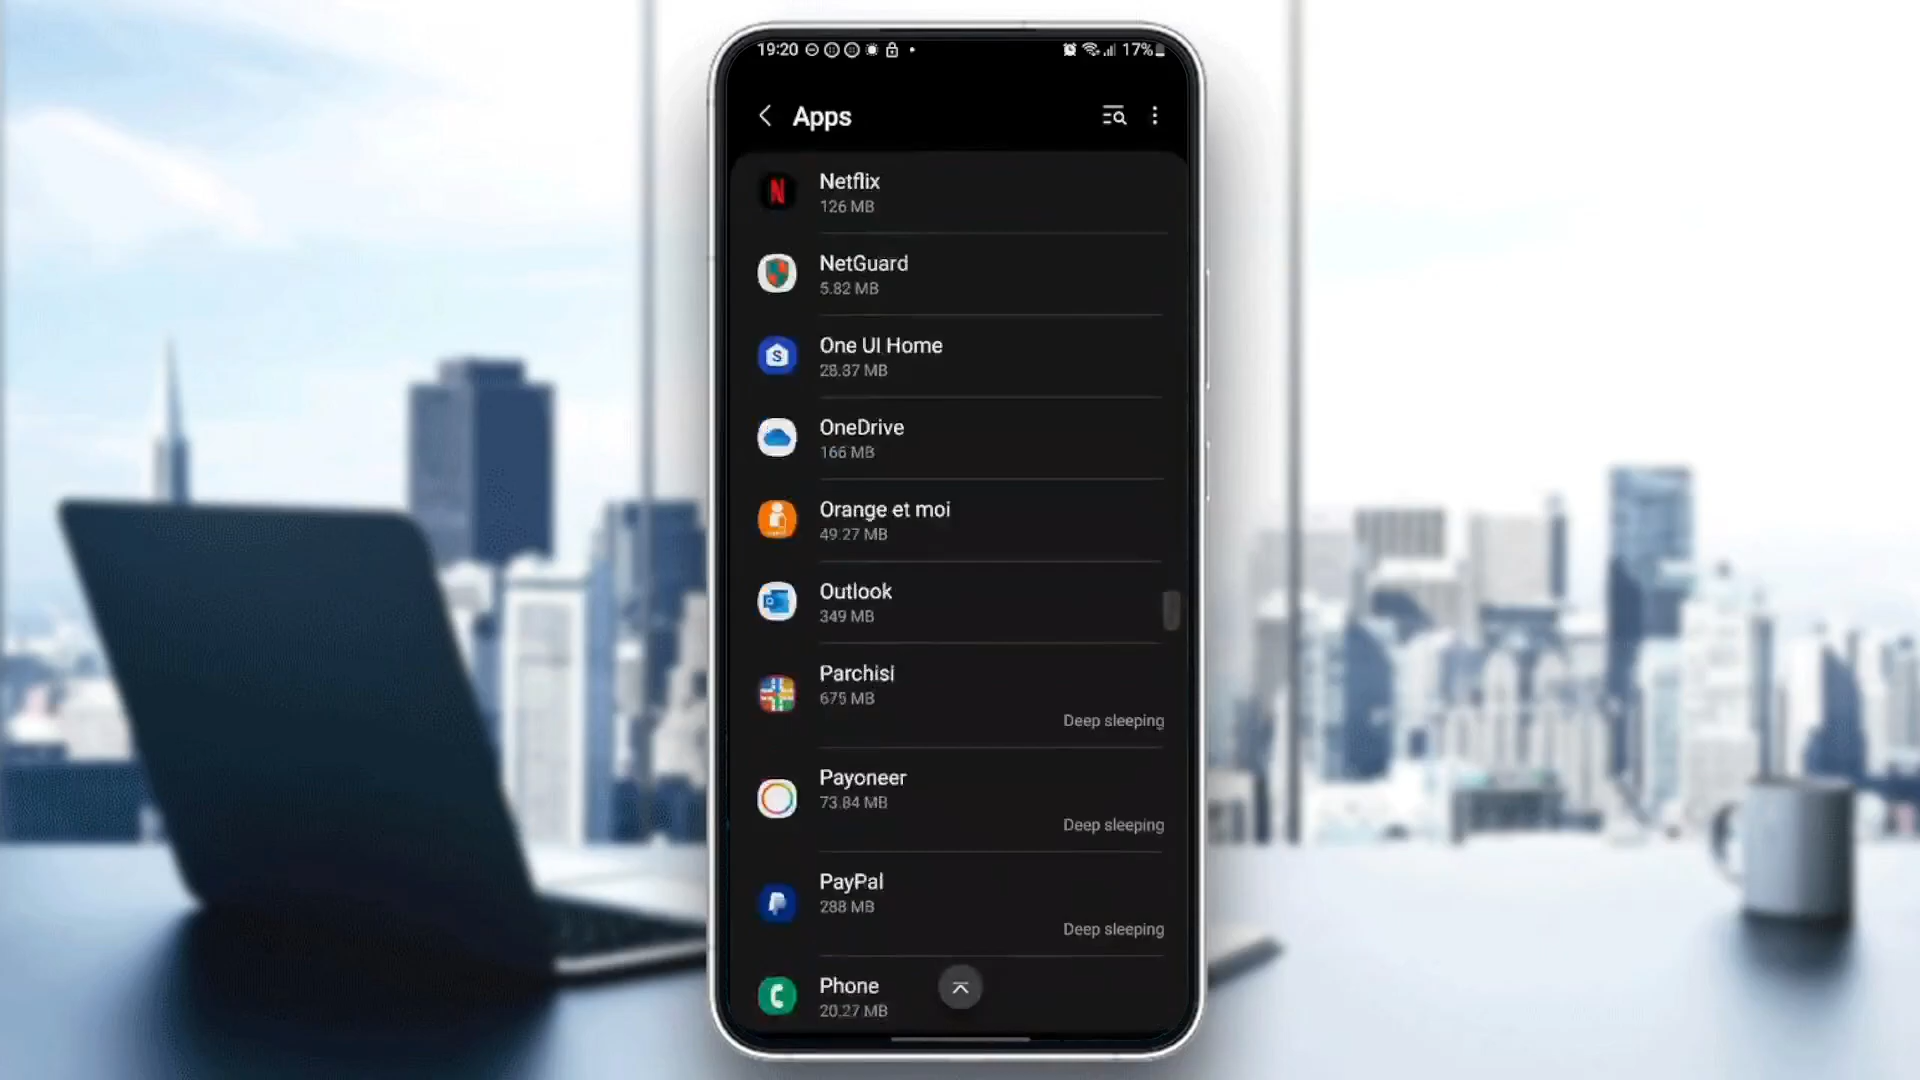 19:20
17%
Apps
Netflix
126 MB
NetGuard
5.82 MB
One UI Home
28.87 MB
OneDrive
166 MB
Orange et moi
49.27 MB
Outlook
349 MB
Parchisi
675 MB
Deep sleeping
Payoneer
73.84 MB
Deep sleeping
PayPal
288 MB
Deep sleeping
Phone
20.27 MB